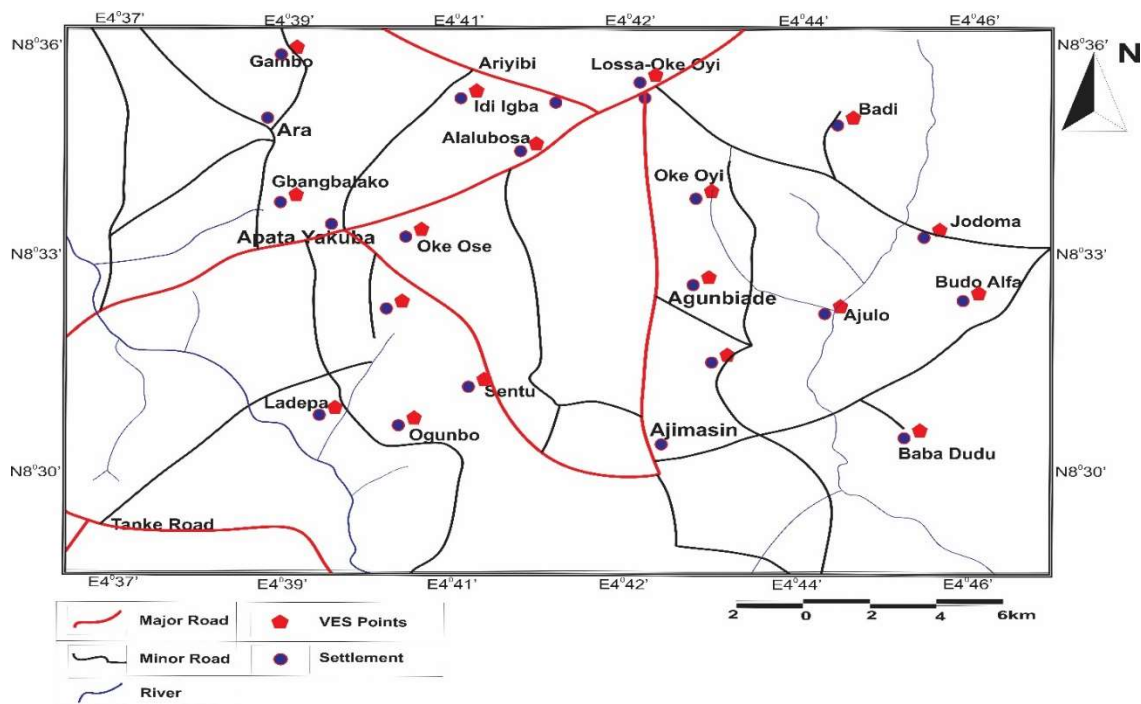 E4°37' E4°39' E4°41' E4°42' E4°44' E4°46'
N8°36' N8°36'
N
Gambo
Ariyibi
Lossa-Oke Oyi
Idi Igba
Badi
Ara
Alalubosa
Oke Oyi
Gbangbalako
Jodoma
Apata Yakuba
Oke Ose
N8°33' N8°33'
Budo Alfa
Agunbiade
Ajulo
Sentu
Ladepa
Ogunbo
Ajimasin
Baba Dudu
N8°30' N8°30'
Tanke Road
E4°37' E4°39' E4°41' E4°42' E4°44' E4°46'
2 0 2 4 6km
Major Road VES Points
Minor Road Settlement
River